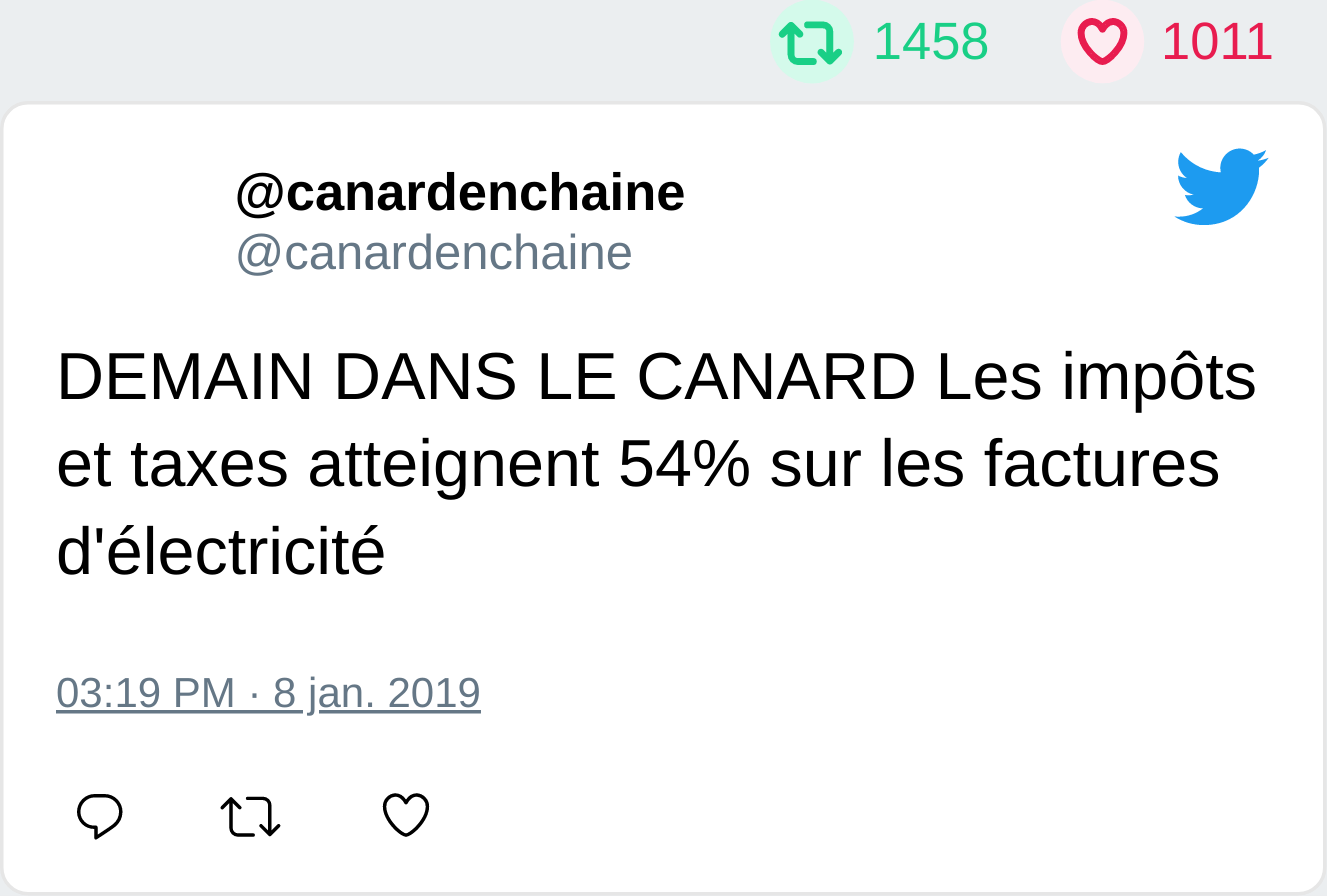 1458 1011
@canardenchaine
@canardenchaine
DEMAIN DANS LE CANARD Les impôts
et taxes atteignent 54% sur les factures
d'électricité
03:19 PM · 8 jan. 2019